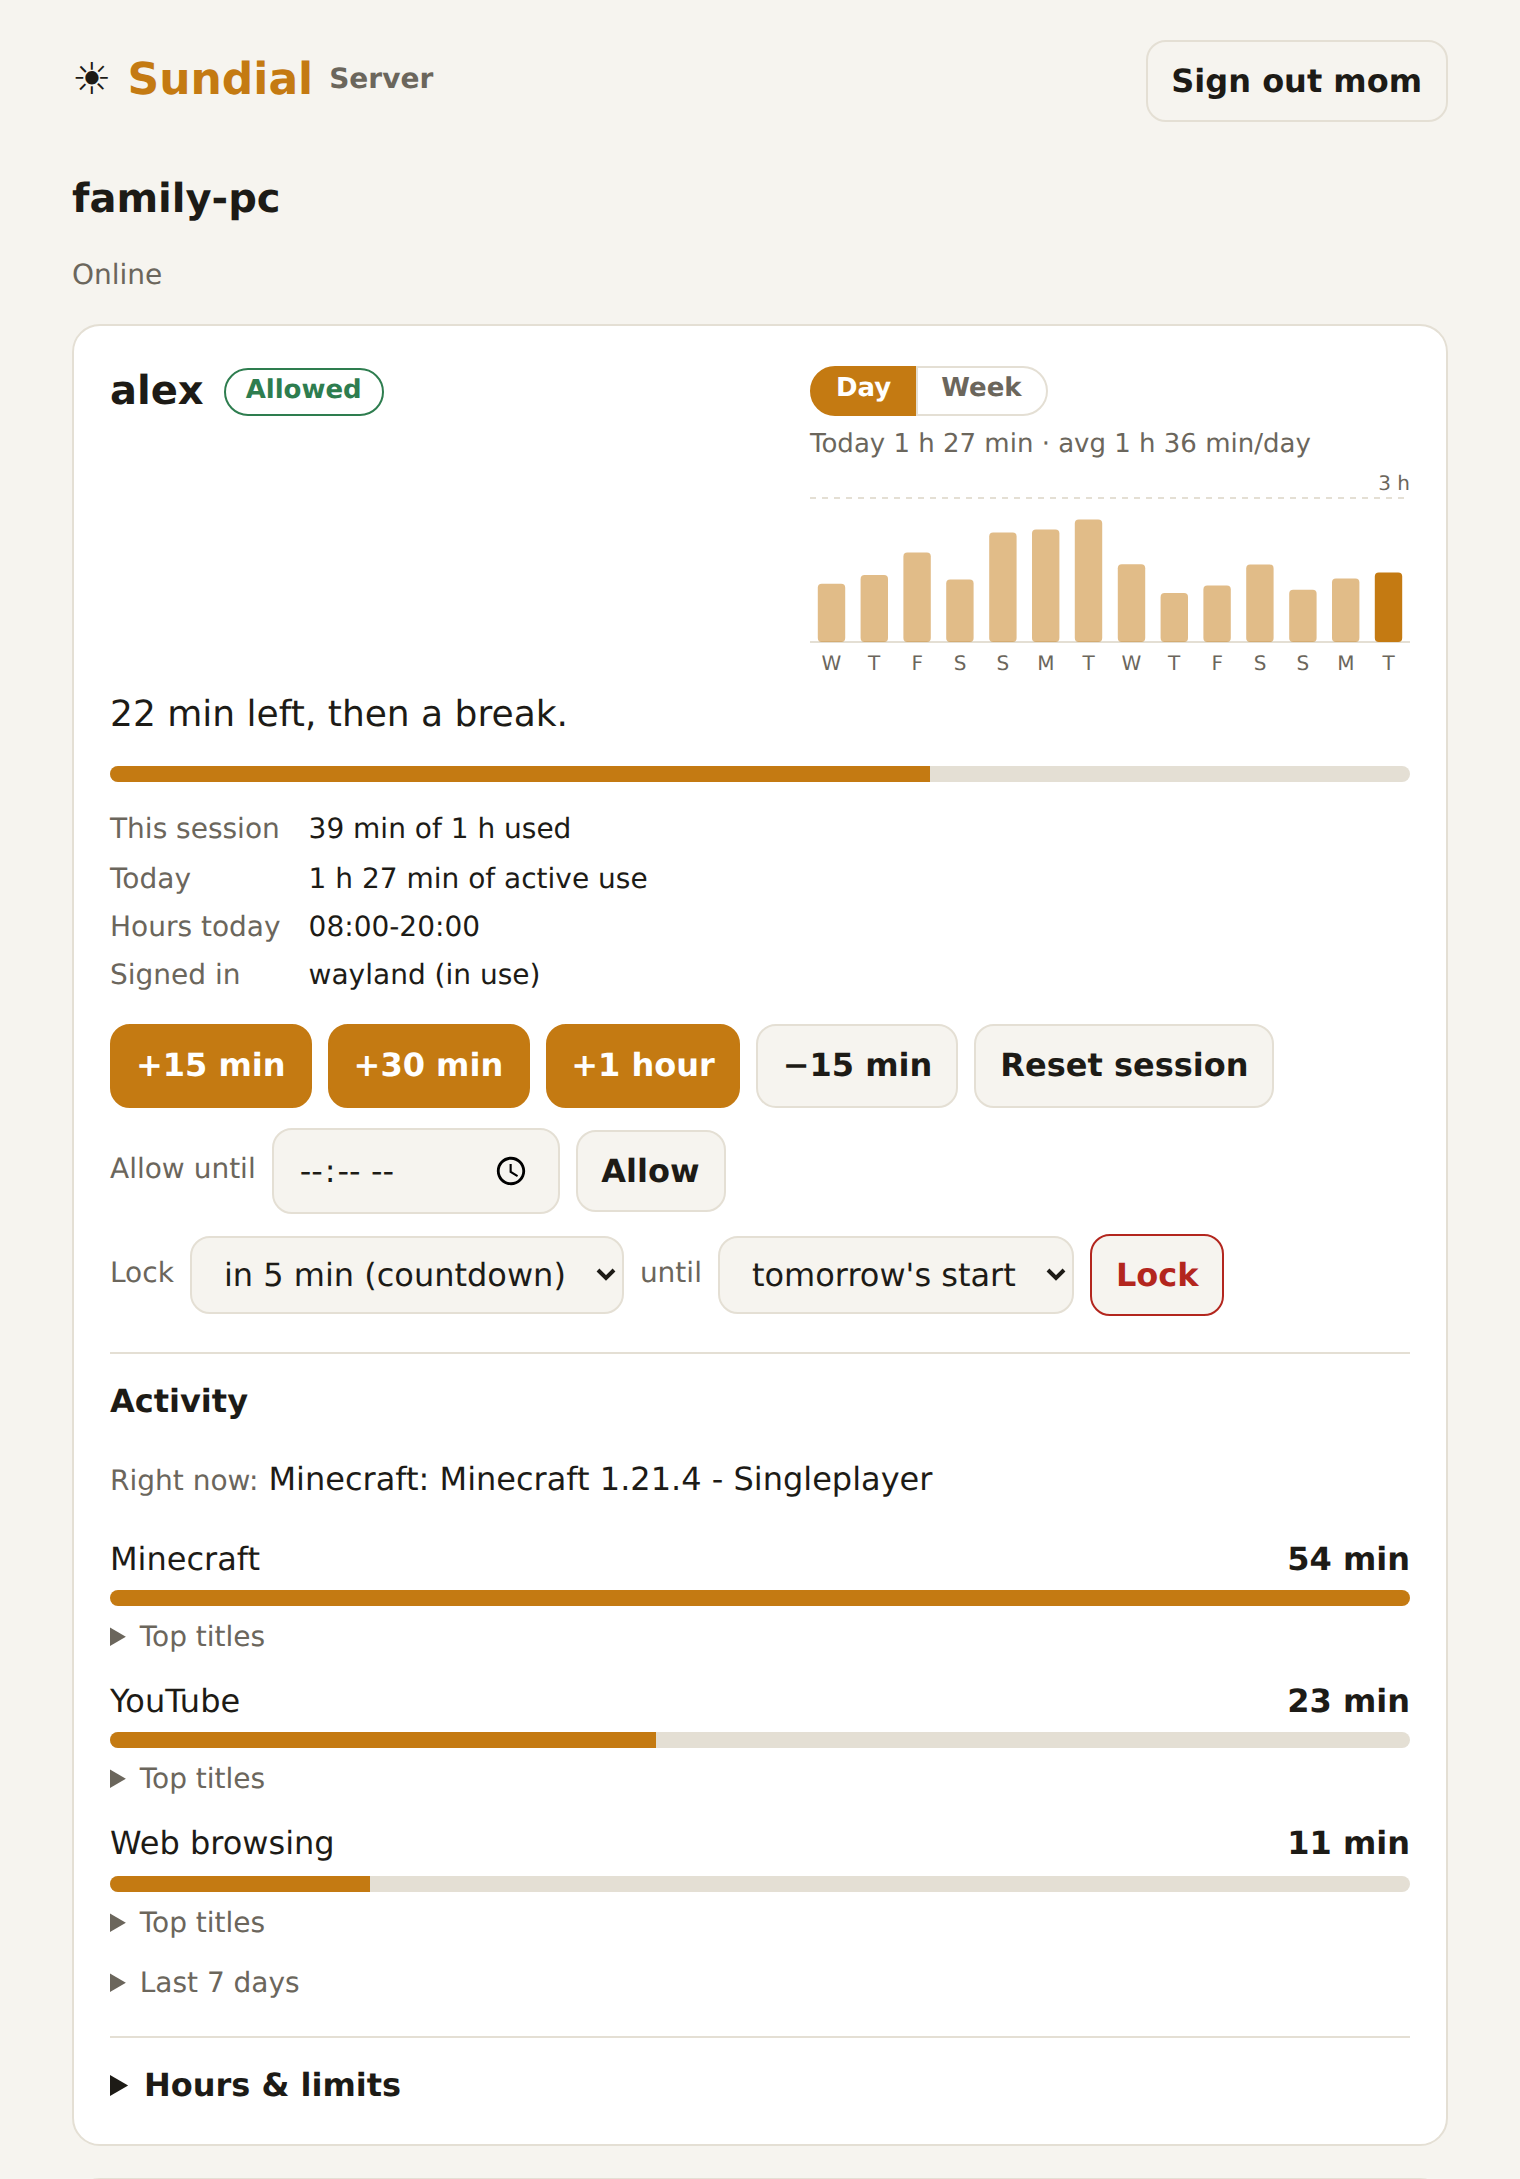 ☀ Sundial Server
Sign out mom
family-pc
Online
alex Allowed
Day Week
Today 1 h 27 min · avg 1 h 36 min/day
3 h
W T F S S M T W T F S S M T
22 min left, then a break.
This session 39 min of 1 h used
Today 1 h 27 min of active use
Hours today 08:00-20:00
Signed in wayland (in use)
+15 min +30 min +1 hour −15 min Reset session
Allow until --:-- -- Allow
Lock in 5 min (countdown) until tomorrow's start Lock
Activity
Right now: Minecraft: Minecraft 1.21.4 - Singleplayer
Minecraft 54 min
Top titles
YouTube 23 min
Top titles
Web browsing 11 min
Top titles
Last 7 days
Hours & limits